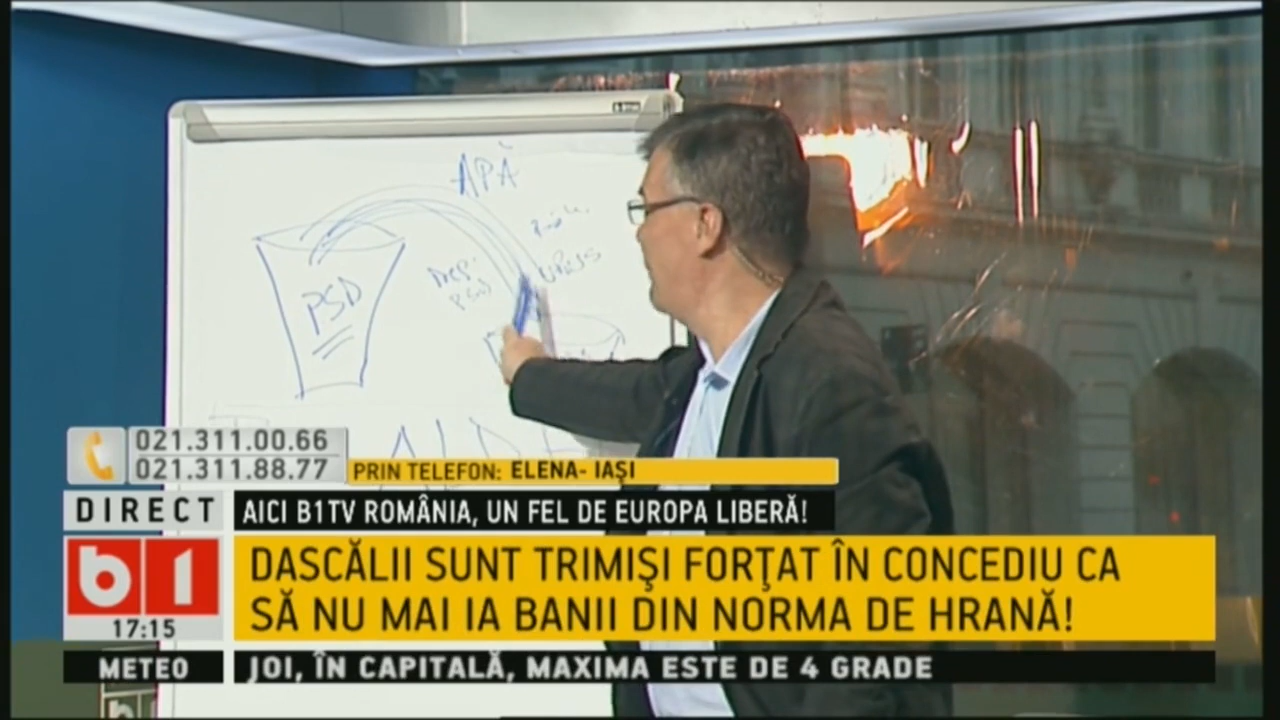 APĂ
PSD
VIRUS
PSD
021.311.00.66
021.311.88.77
PRIN TELEFON: ELENA- IAŞI
DIRECT
AICI B1TV ROMÂNIA, UN FEL DE EUROPA LIBERĂ!
b1
DASCĂLII SUNT TRIMIŞI FORŢAT ÎN CONCEDIU CA
SĂ NU MAI IA BANII DIN NORMA DE HRANĂ!
17:15
METEO
JOI, ÎN CAPITALĂ, MAXIMA ESTE DE 4 GRADE